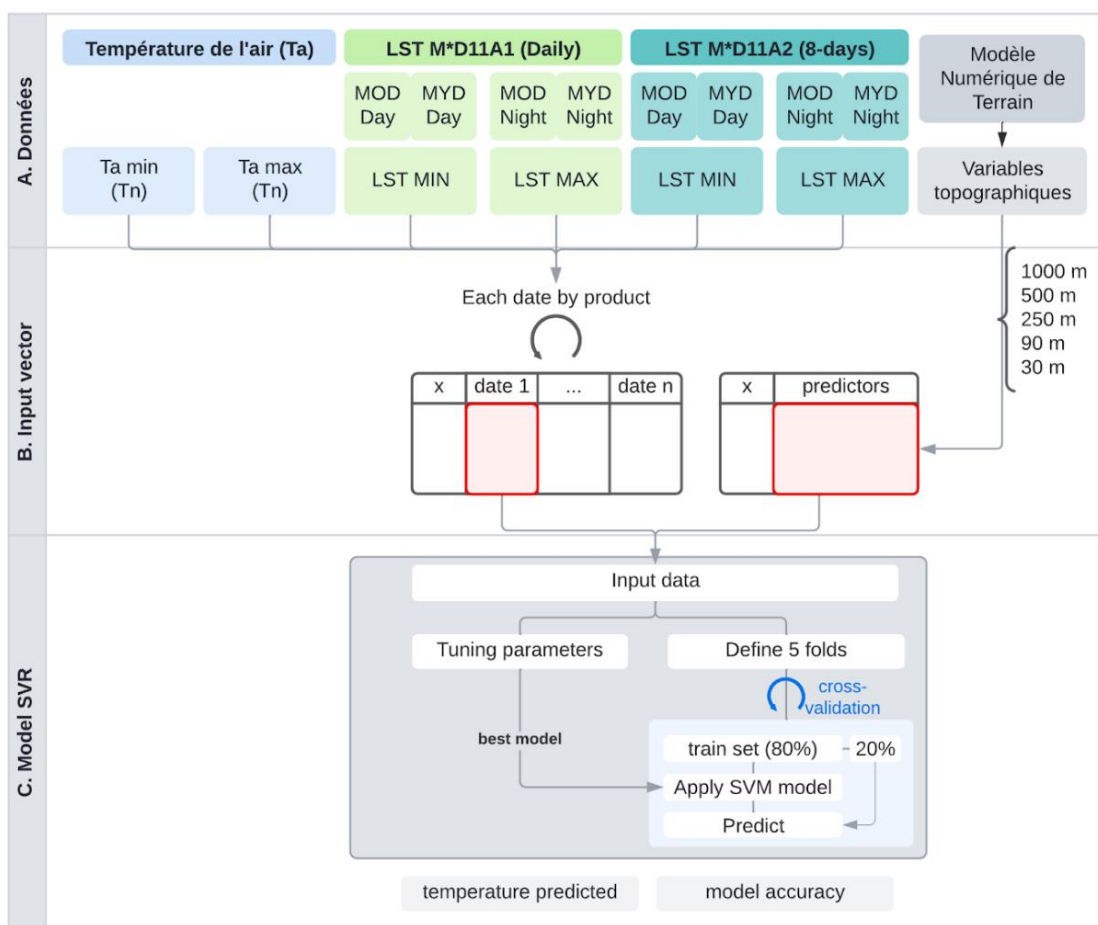 A. Données
Température de l'air (Ta)
LST M*D11A1 (Daily)
LST M*D11A2 (8-days)
Modèle
Numérique de
Terrain
MOD
Day
MYD
Day
MOD
Night
MYD
Night
MOD
Day
MYD
Day
MOD
Night
MYD
Night
Ta min
(Tn)
Ta max
(Tn)
LST MIN
LST MAX
LST MIN
LST MAX
Variables
topographiques
B. Input vector
Each date by product
1000 m
500 m
250 m
90 m
30 m
x
date 1
...
date n
x
predictors
C. Model SVR
Input data
Tuning parameters
Define 5 folds
cross-
validation
best model
train set (80%)
20%
Apply SVM model
Predict
temperature predicted
model accuracy